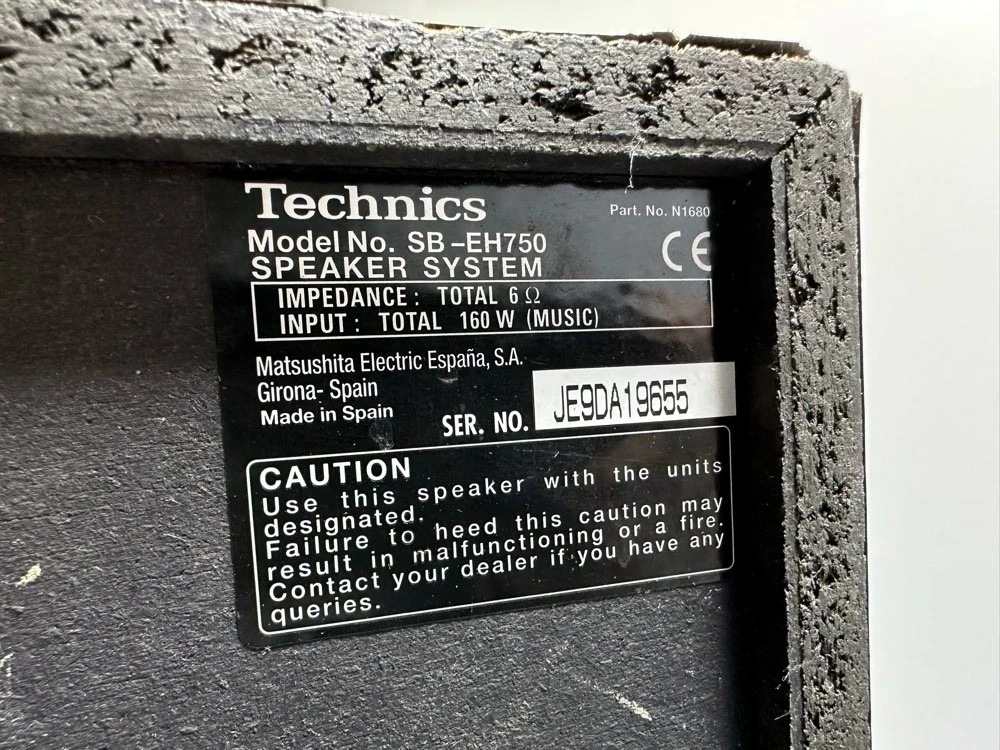 Technics
Part. No. N1680
Model No. SB-EH750
CE
SPEAKER SYSTEM
IMPEDANCE: TOTAL 6 Ω
INPUT: TOTAL 160 W (MUSIC)
Matsushita Electric España, S.A.
Girona- Spain
Made in Spain
SER. NO. JE9DA19655
CAUTION
Use this speaker with the units
designated.
Failure to heed this caution may
result in malfunctioning or a fire.
Contact your dealer if you have any
queries.